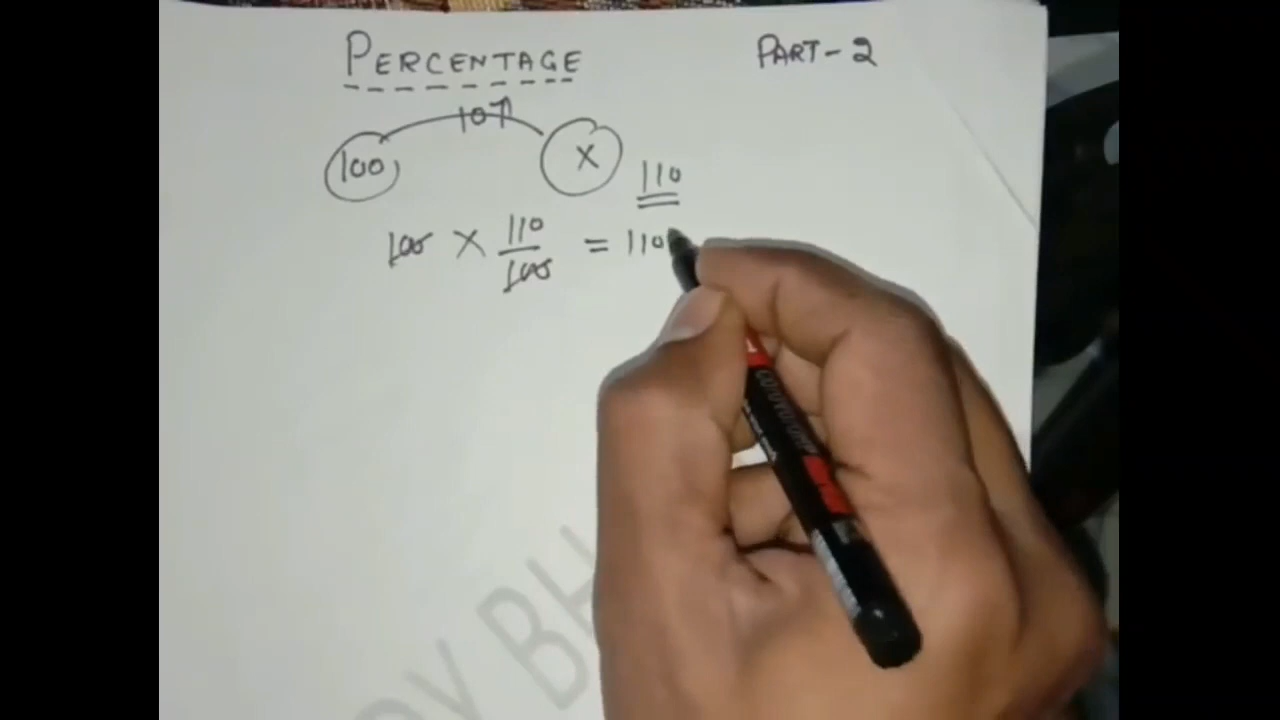 PERCENTAGE PART-2
10↑
100 X 110
100 X 110/100 = 110